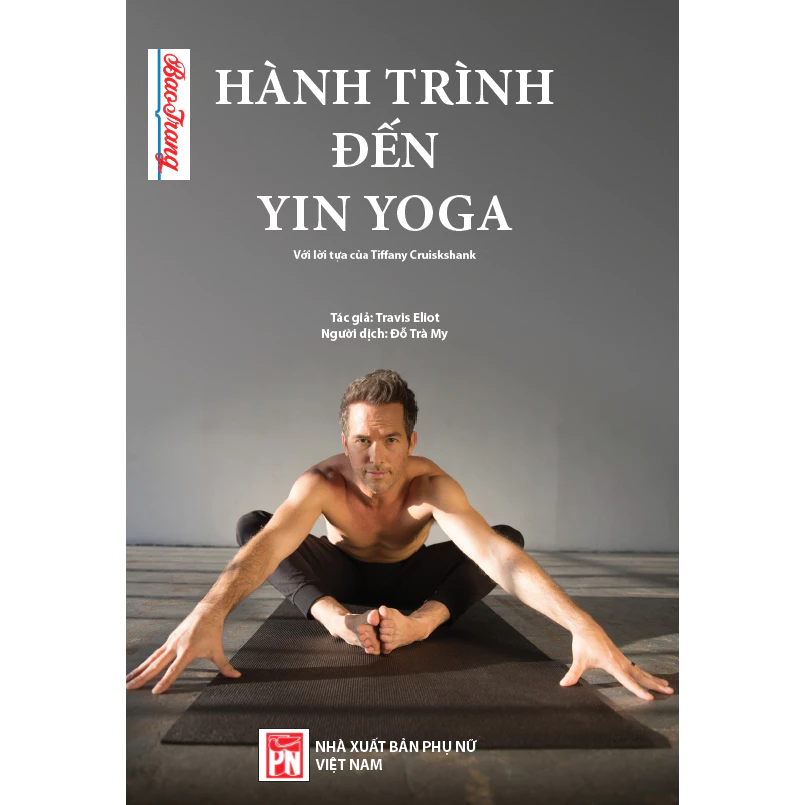 Bao Trang
HÀNH TRÌNH
ĐẾN
YIN YOGA
Với lời tựa của Tiffany Cruiskshank
Tác giả: Travis Eliot
Người dịch: Đỗ Trà My
PN
NHÀ XUẤT BẢN PHỤ NỮ
VIỆT NAM